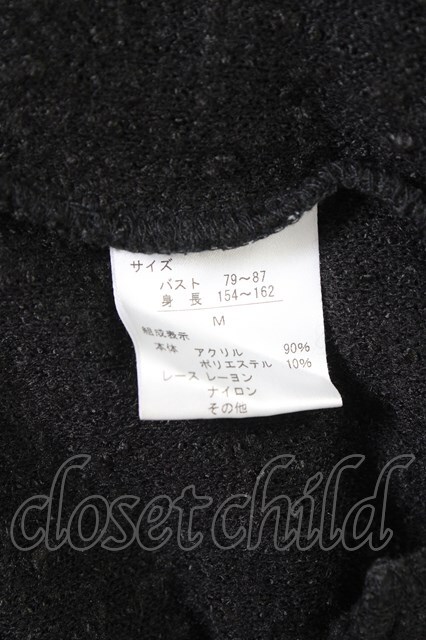 サイズ
バスト 79～87
身長 154～162
M
組成表示
本体 アクリル 90%
ポリエステル 10%
レース レーヨン
ナイロン
その他
closetchild